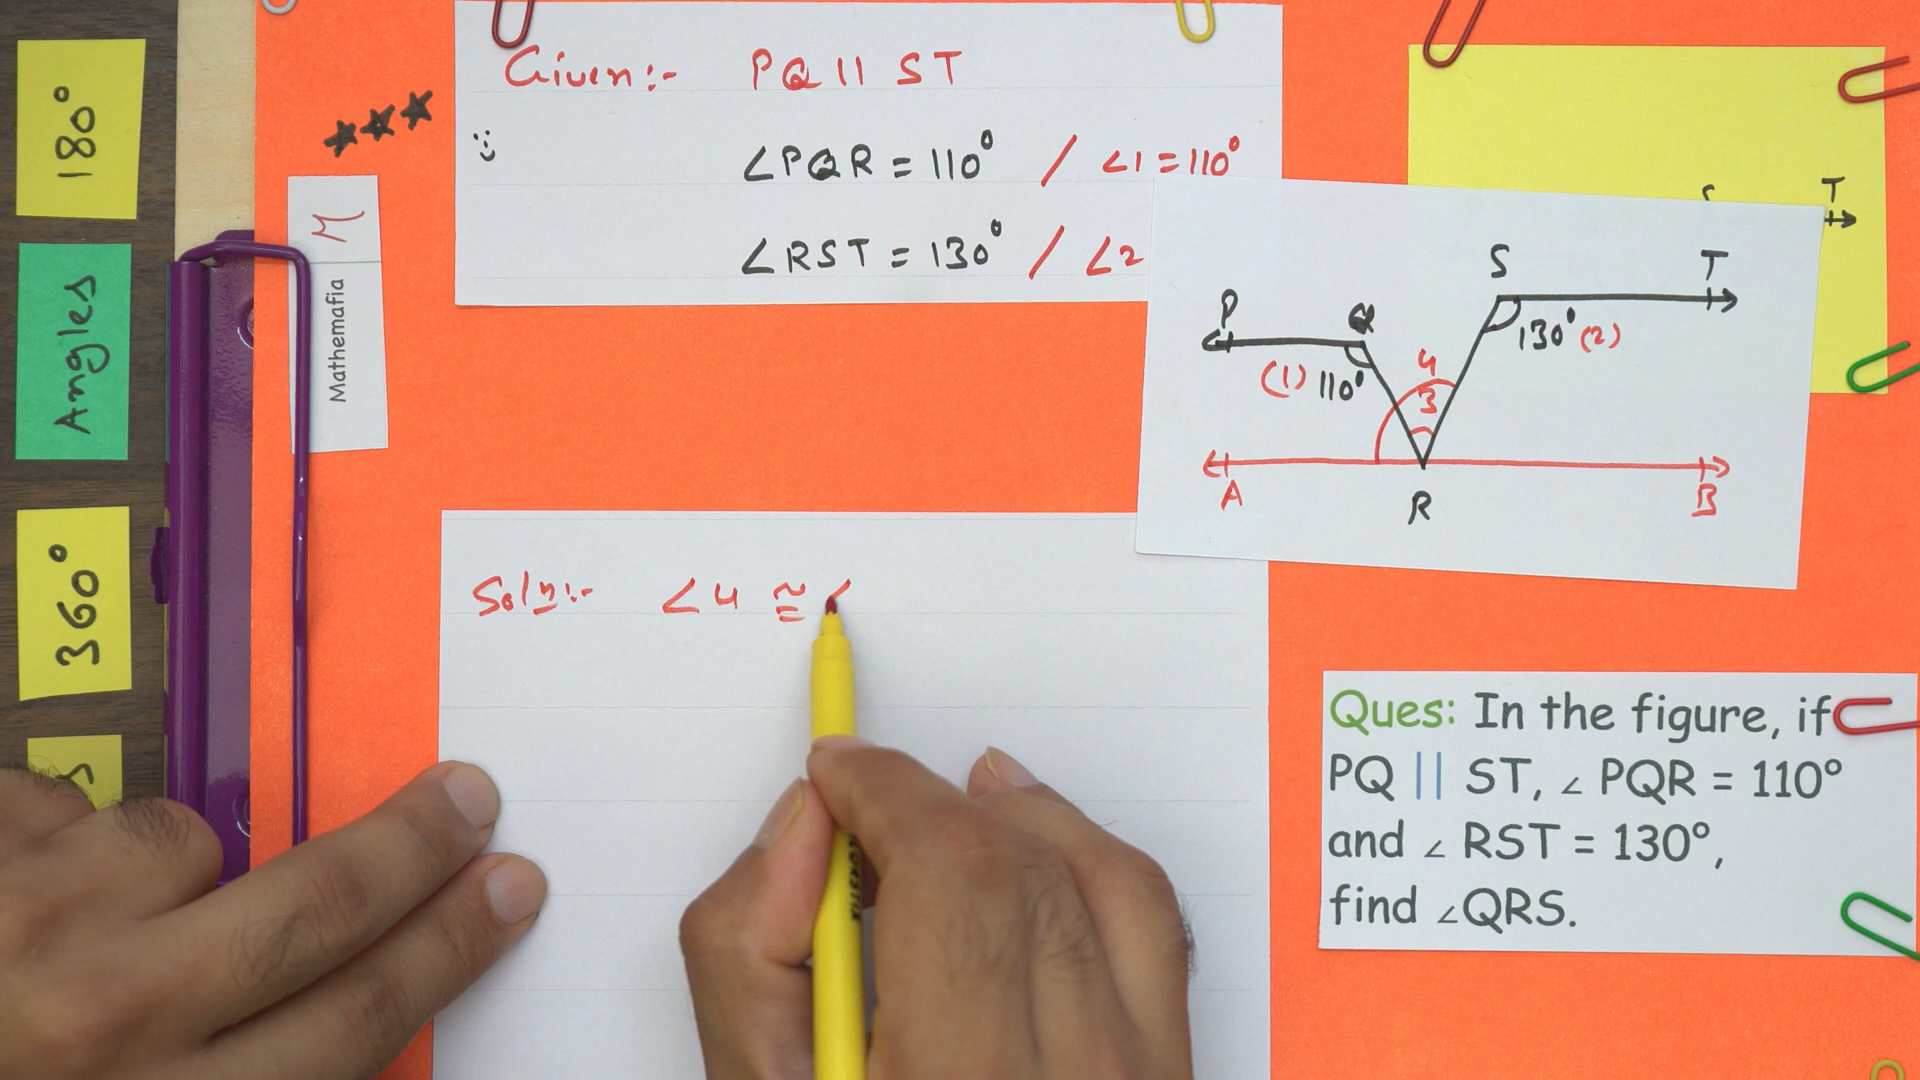 180°
Angles
360°
M
Mathemafia
Given:- PQ || ST
∠PQR = 110° / ∠1 = 110°
∠RST = 130° / ∠2
T
S T
P Q
130° (2)
(1) 110°
4
3
A R B
Soln:- ∠4 ≅
Ques: In the figure, if
PQ || ST, ∠ PQR = 110°
and ∠ RST = 130°,
find ∠QRS.